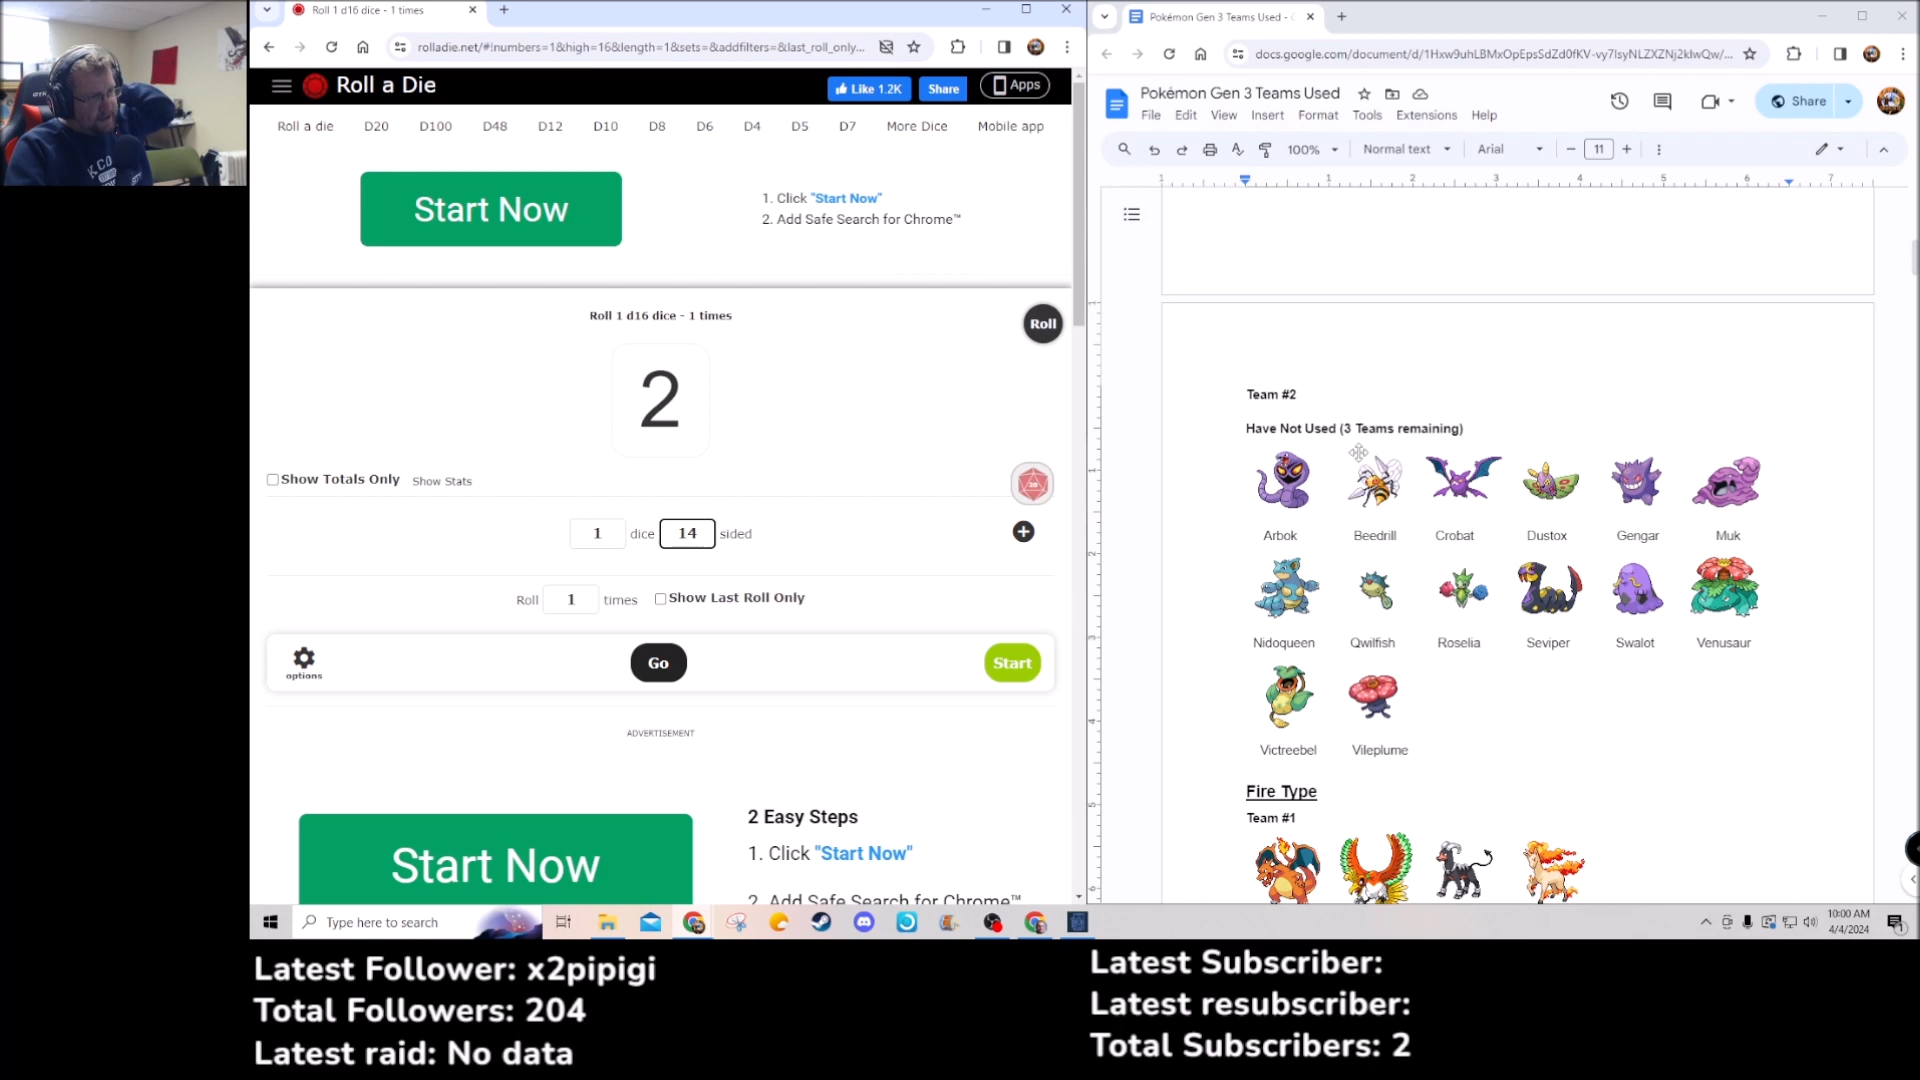 Roll 1 d16 dice - 1 times
rolladie.net/#!numbers=1&high=16&length=1&sets=&addfilters=&last_roll_only...
Roll a Die
Like 1.2K
Share
Apps
Roll a die
D20
D100
D48
D12
D10
D8
D6
D4
D5
D7
More Dice
Mobile app
Start Now
1. Click "Start Now"
2. Add Safe Search for Chrome™
Roll 1 d16 dice - 1 times
Roll
2
Show Totals Only
Show Stats
20
1 dice 14 sided
Roll 1 times
Show Last Roll Only
options
Go
Start
ADVERTISEMENT
Start Now
2 Easy Steps
1. Click "Start Now"
2. Add Safe Search for Chrome™
Type here to search
Pokémon Gen 3 Teams Used -
Pokémon Gen 3 Teams Used
File Edit View Insert Format Tools Extensions Help
Share
100%
Normal text
Arial
11
Team #2
Have Not Used (3 Teams remaining)
Arbok Beedrill Crobat Dustox Gengar Muk
Nidoqueen Qwilfish Roselia Seviper Swalot Venusaur
Victreebel Vileplume
Fire Type
Team #1
10:00 AM
4/4/2024
Latest Follower: x2pipigi
Total Followers: 204
Latest raid: No data
Latest Subscriber:
Latest resubscriber:
Total Subscribers: 2